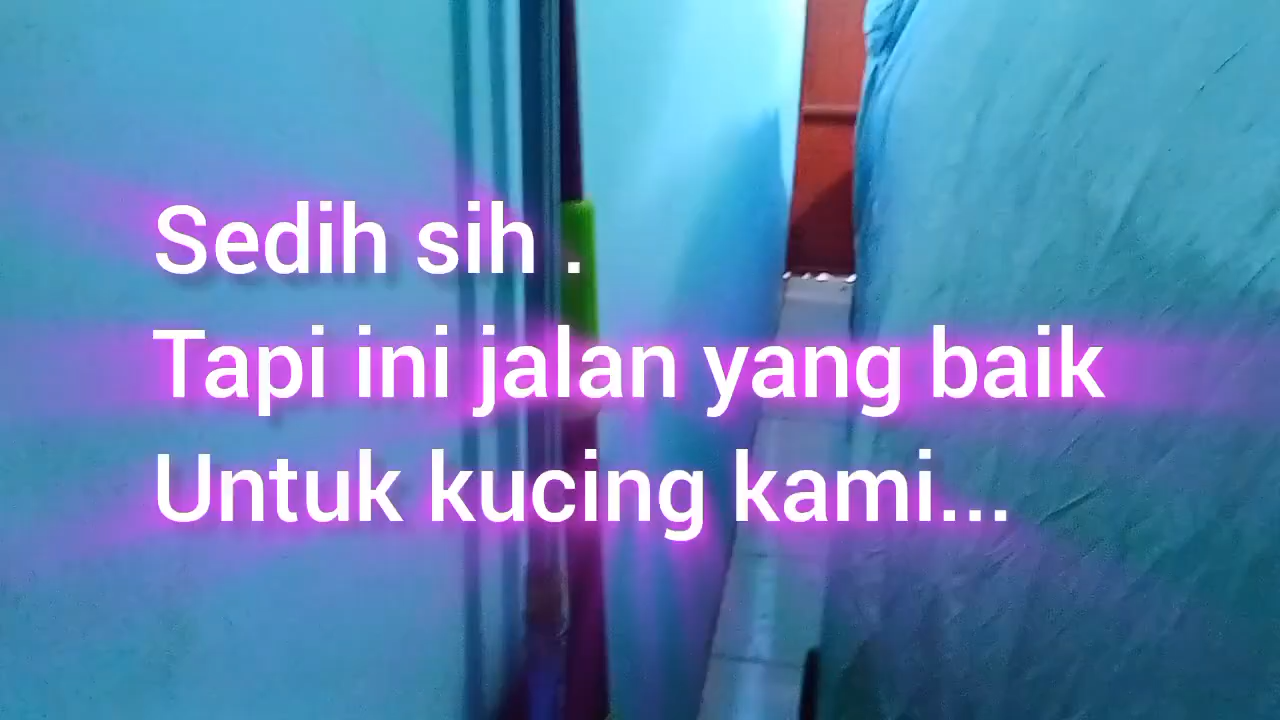 Sedih sih .
Tapi ini jalan yang baik
Untuk kucing kami...